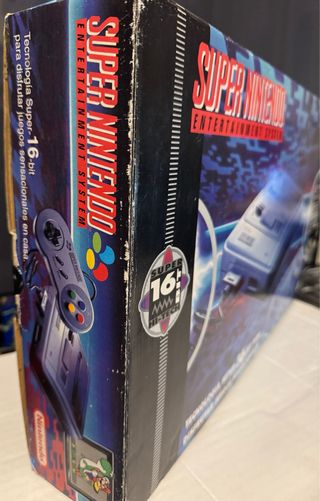 Tecnología Super-16-bit
para disfrutar juegos sensacionales en casa.
SUPER NINTENDO
ENTERTAINMENT SYSTEM
Nintendo
SUPER
16
BIT
SUPER NINTENDO
ENTERTAINMENT SYSTEM
TECNOLOGIA